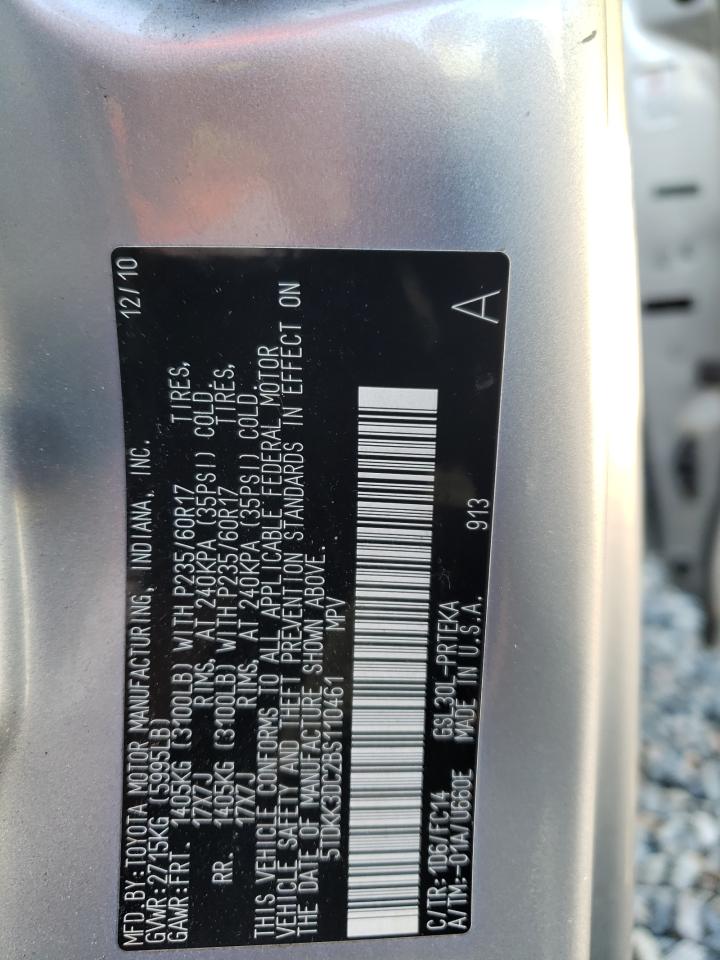 MFD.BY:TOYOTA MOTOR MANUFACTURING, INDIANA, INC. 12/10
GVWR:2715KG (5995LB)
GAWR:FRT. 1405KG (3100LB) WITH P235/60R17 TIRES,
17X7J RIMS, AT 240KPA (35PSI) COLD.
RR. 1405KG (3100LB) WITH P235/60R17 TIRES,
17X7J RIMS, AT 240KPA (35PSI) COLD.
THIS VEHICLE CONFORMS TO ALL APPLICABLE FEDERAL MOTOR
VEHICLE SAFETY AND THEFT PREVENTION STANDARDS IN EFFECT ON
THE DATE OF MANUFACTURE SHOWN ABOVE.
5TDKK3DC2BS110461 MPV
C/TR:1D6/FC14 GSL30L-PRTEKA A
A/TM:-01A/U660E MADE IN U.S.A. 913